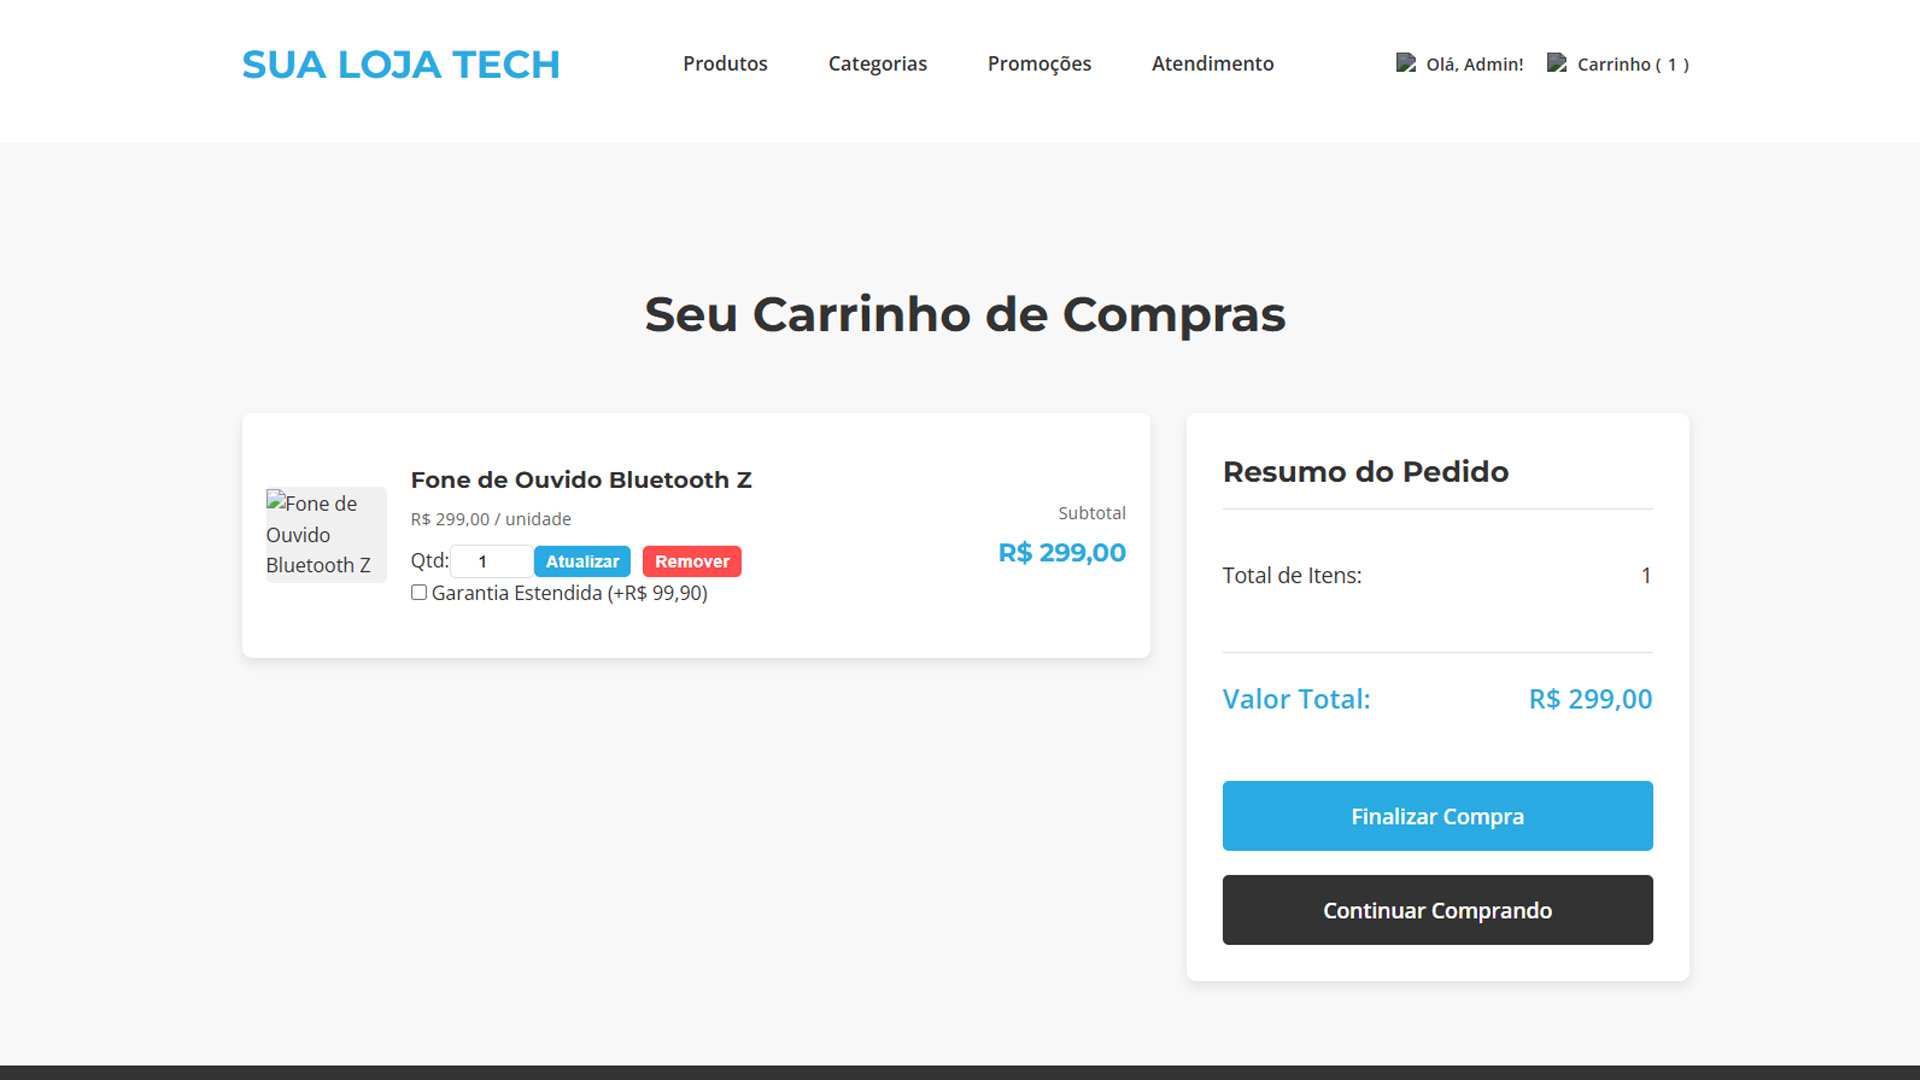 SUA LOJA TECH
Produtos
Categorias
Promoções
Atendimento
Olá, Admin!
Carrinho ( 1 )
Seu Carrinho de Compras
Fone de
Ouvido
Bluetooth Z
Fone de Ouvido Bluetooth Z
R$ 299,00 / unidade
Qtd: 1 Atualizar Remover
Garantia Estendida (+R$ 99,90)
Subtotal
R$ 299,00
Resumo do Pedido
Total de Itens: 1
Valor Total: R$ 299,00
Finalizar Compra
Continuar Comprando